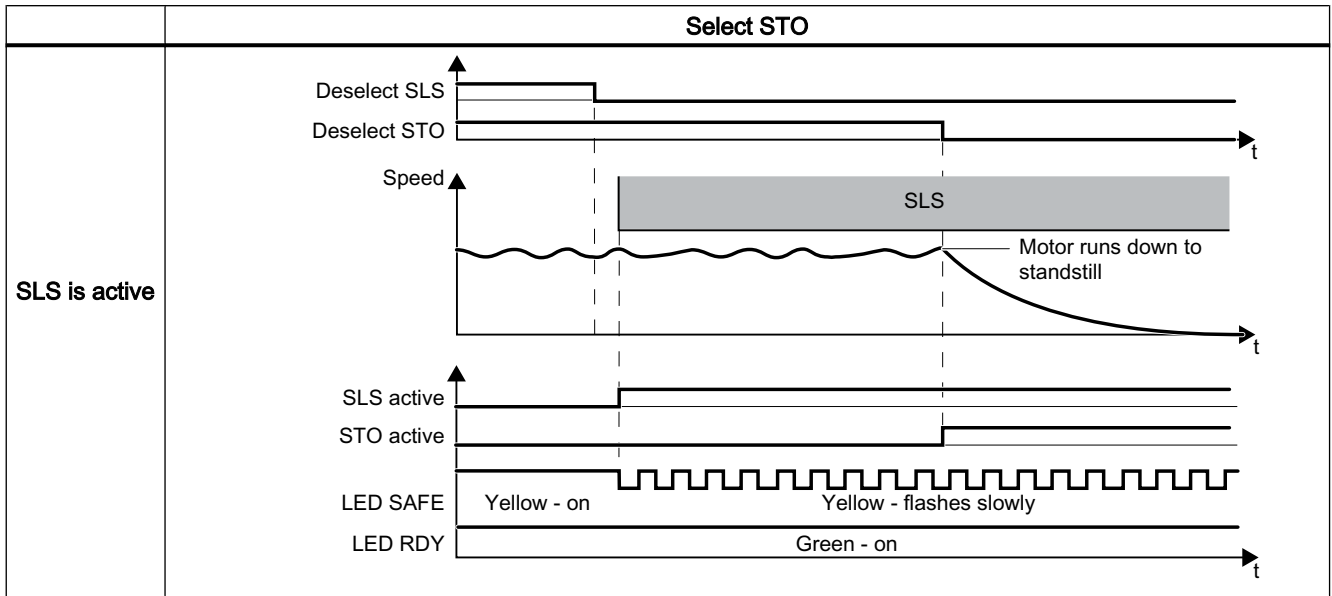 Select STO
SLS is active
Deselect SLS
Deselect STO
t
Speed
SLS
Motor runs down to
standstill
t
SLS active
STO active
LED SAFE
Yellow - on
Yellow - flashes slowly
LED RDY
Green - on
t